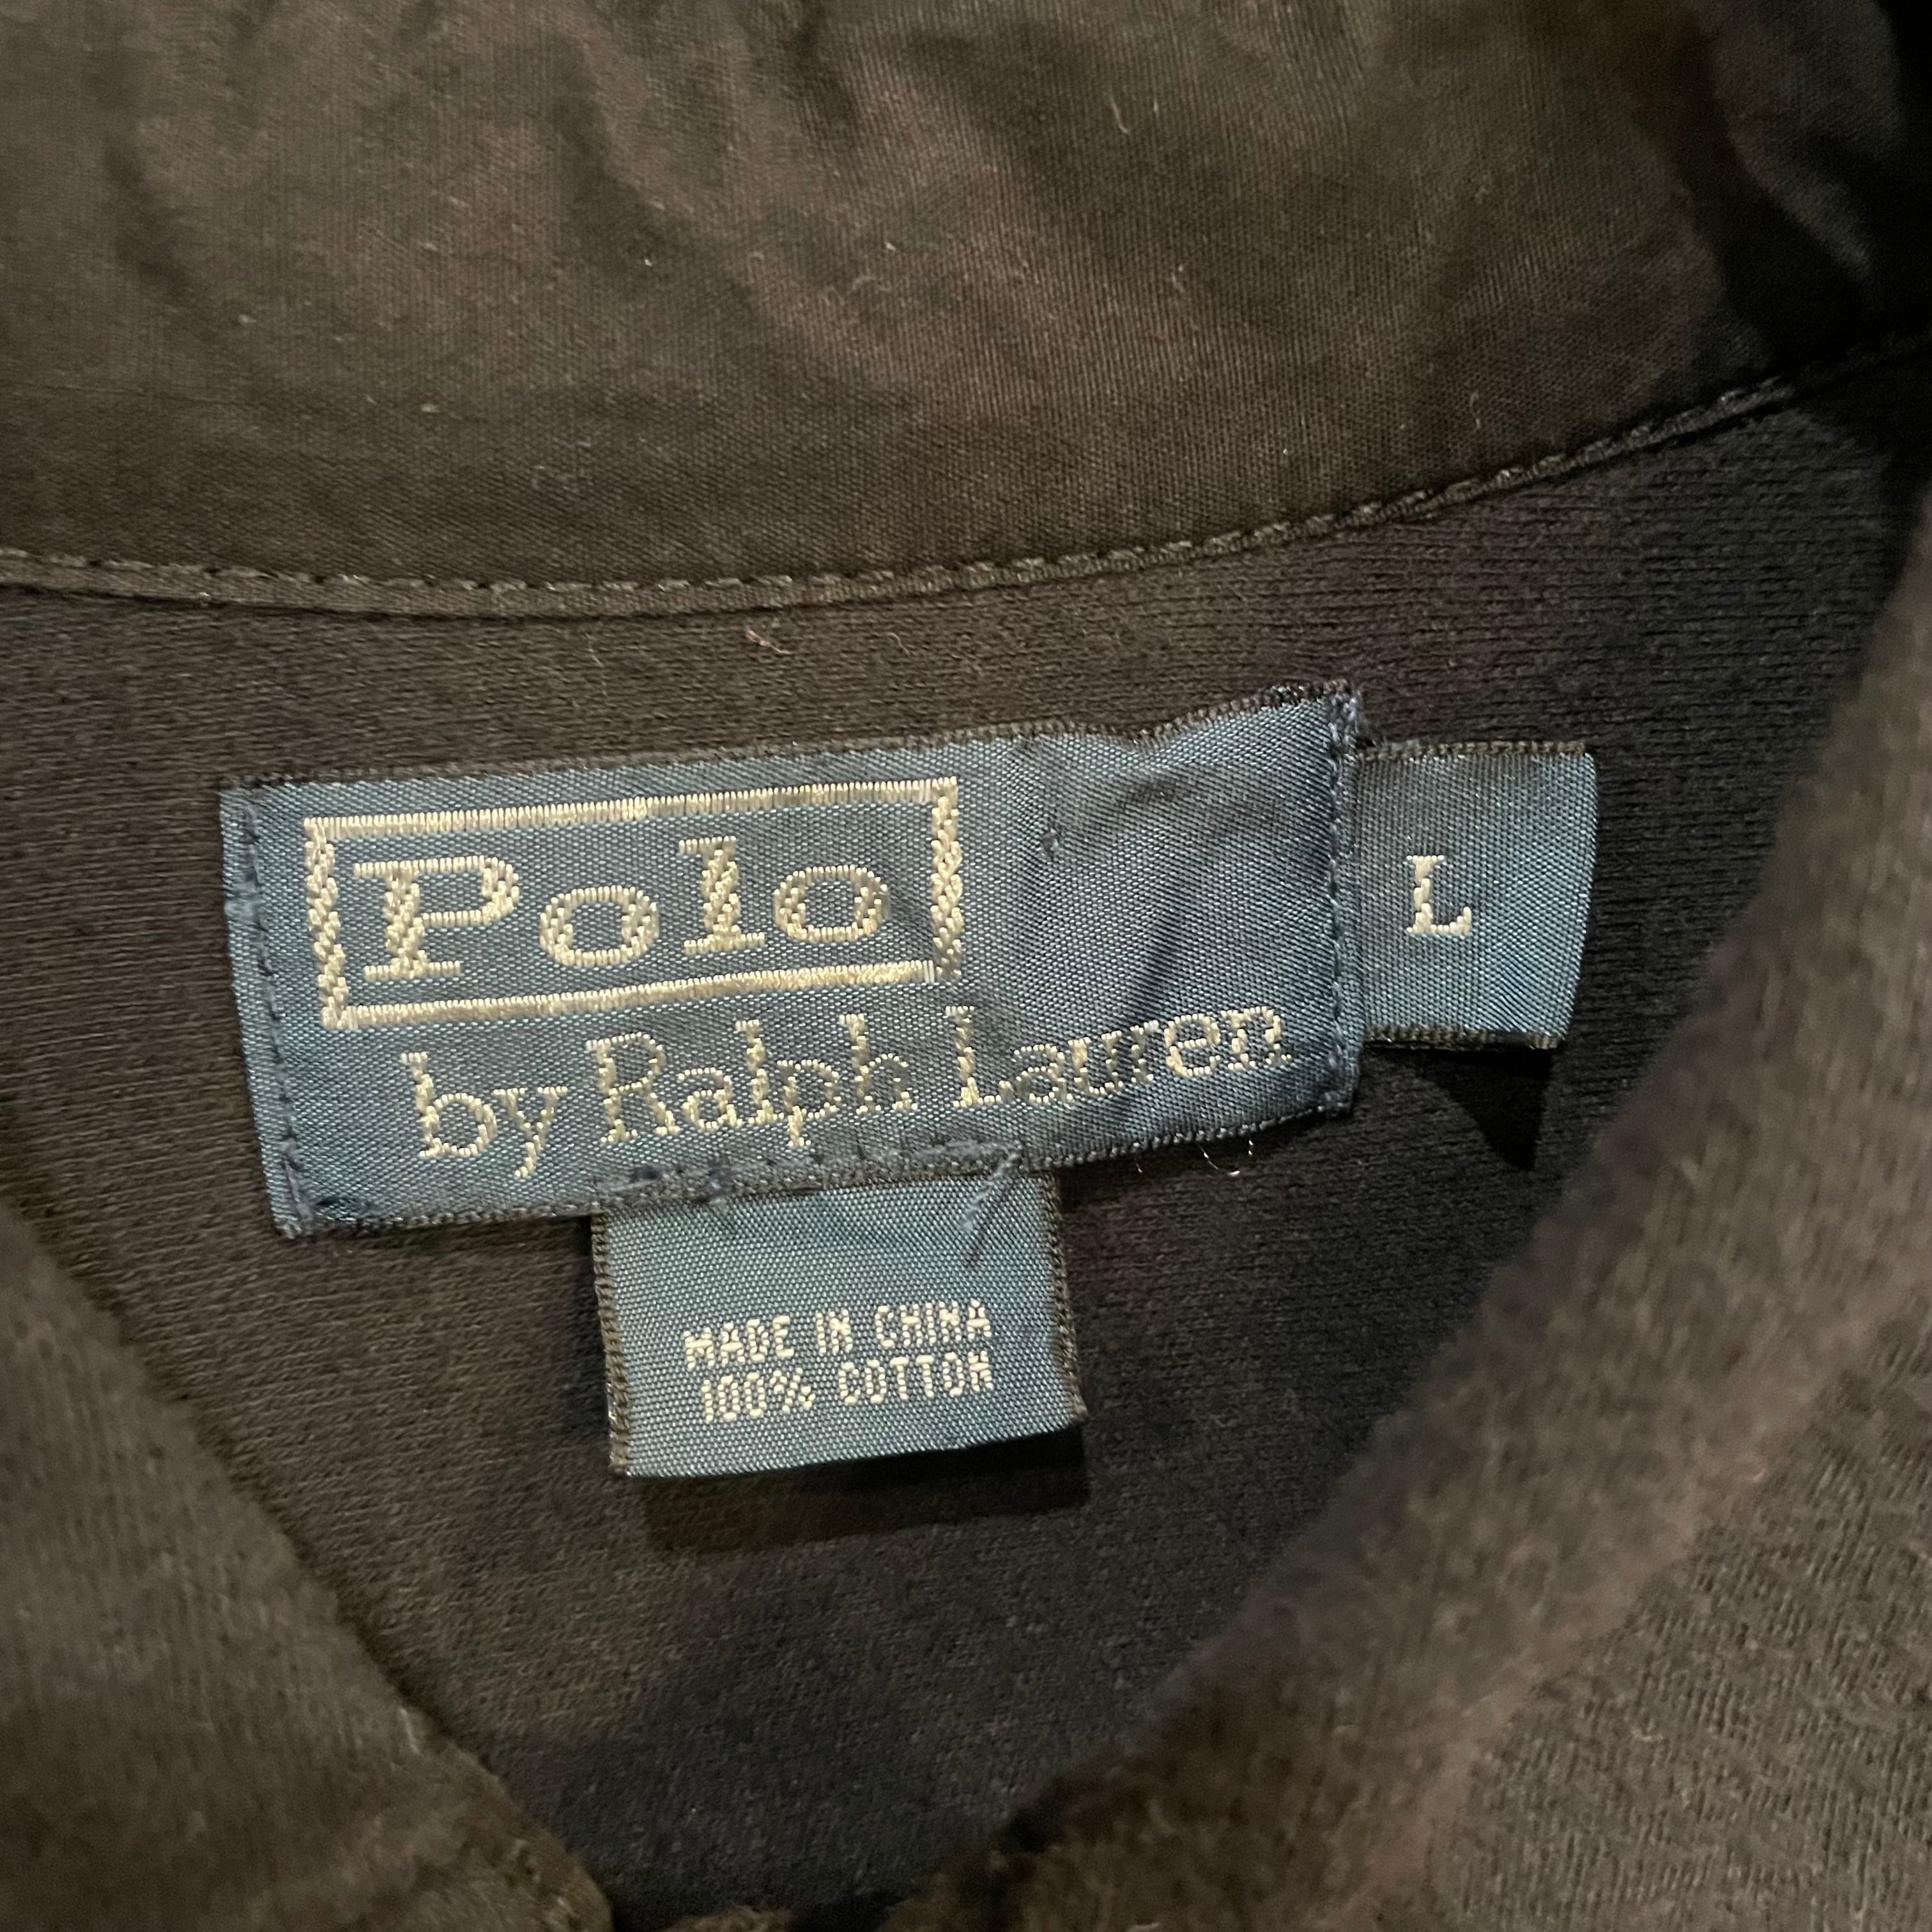 Polo
by Ralph Lauren
L
MADE IN CHINA
100% COTTON